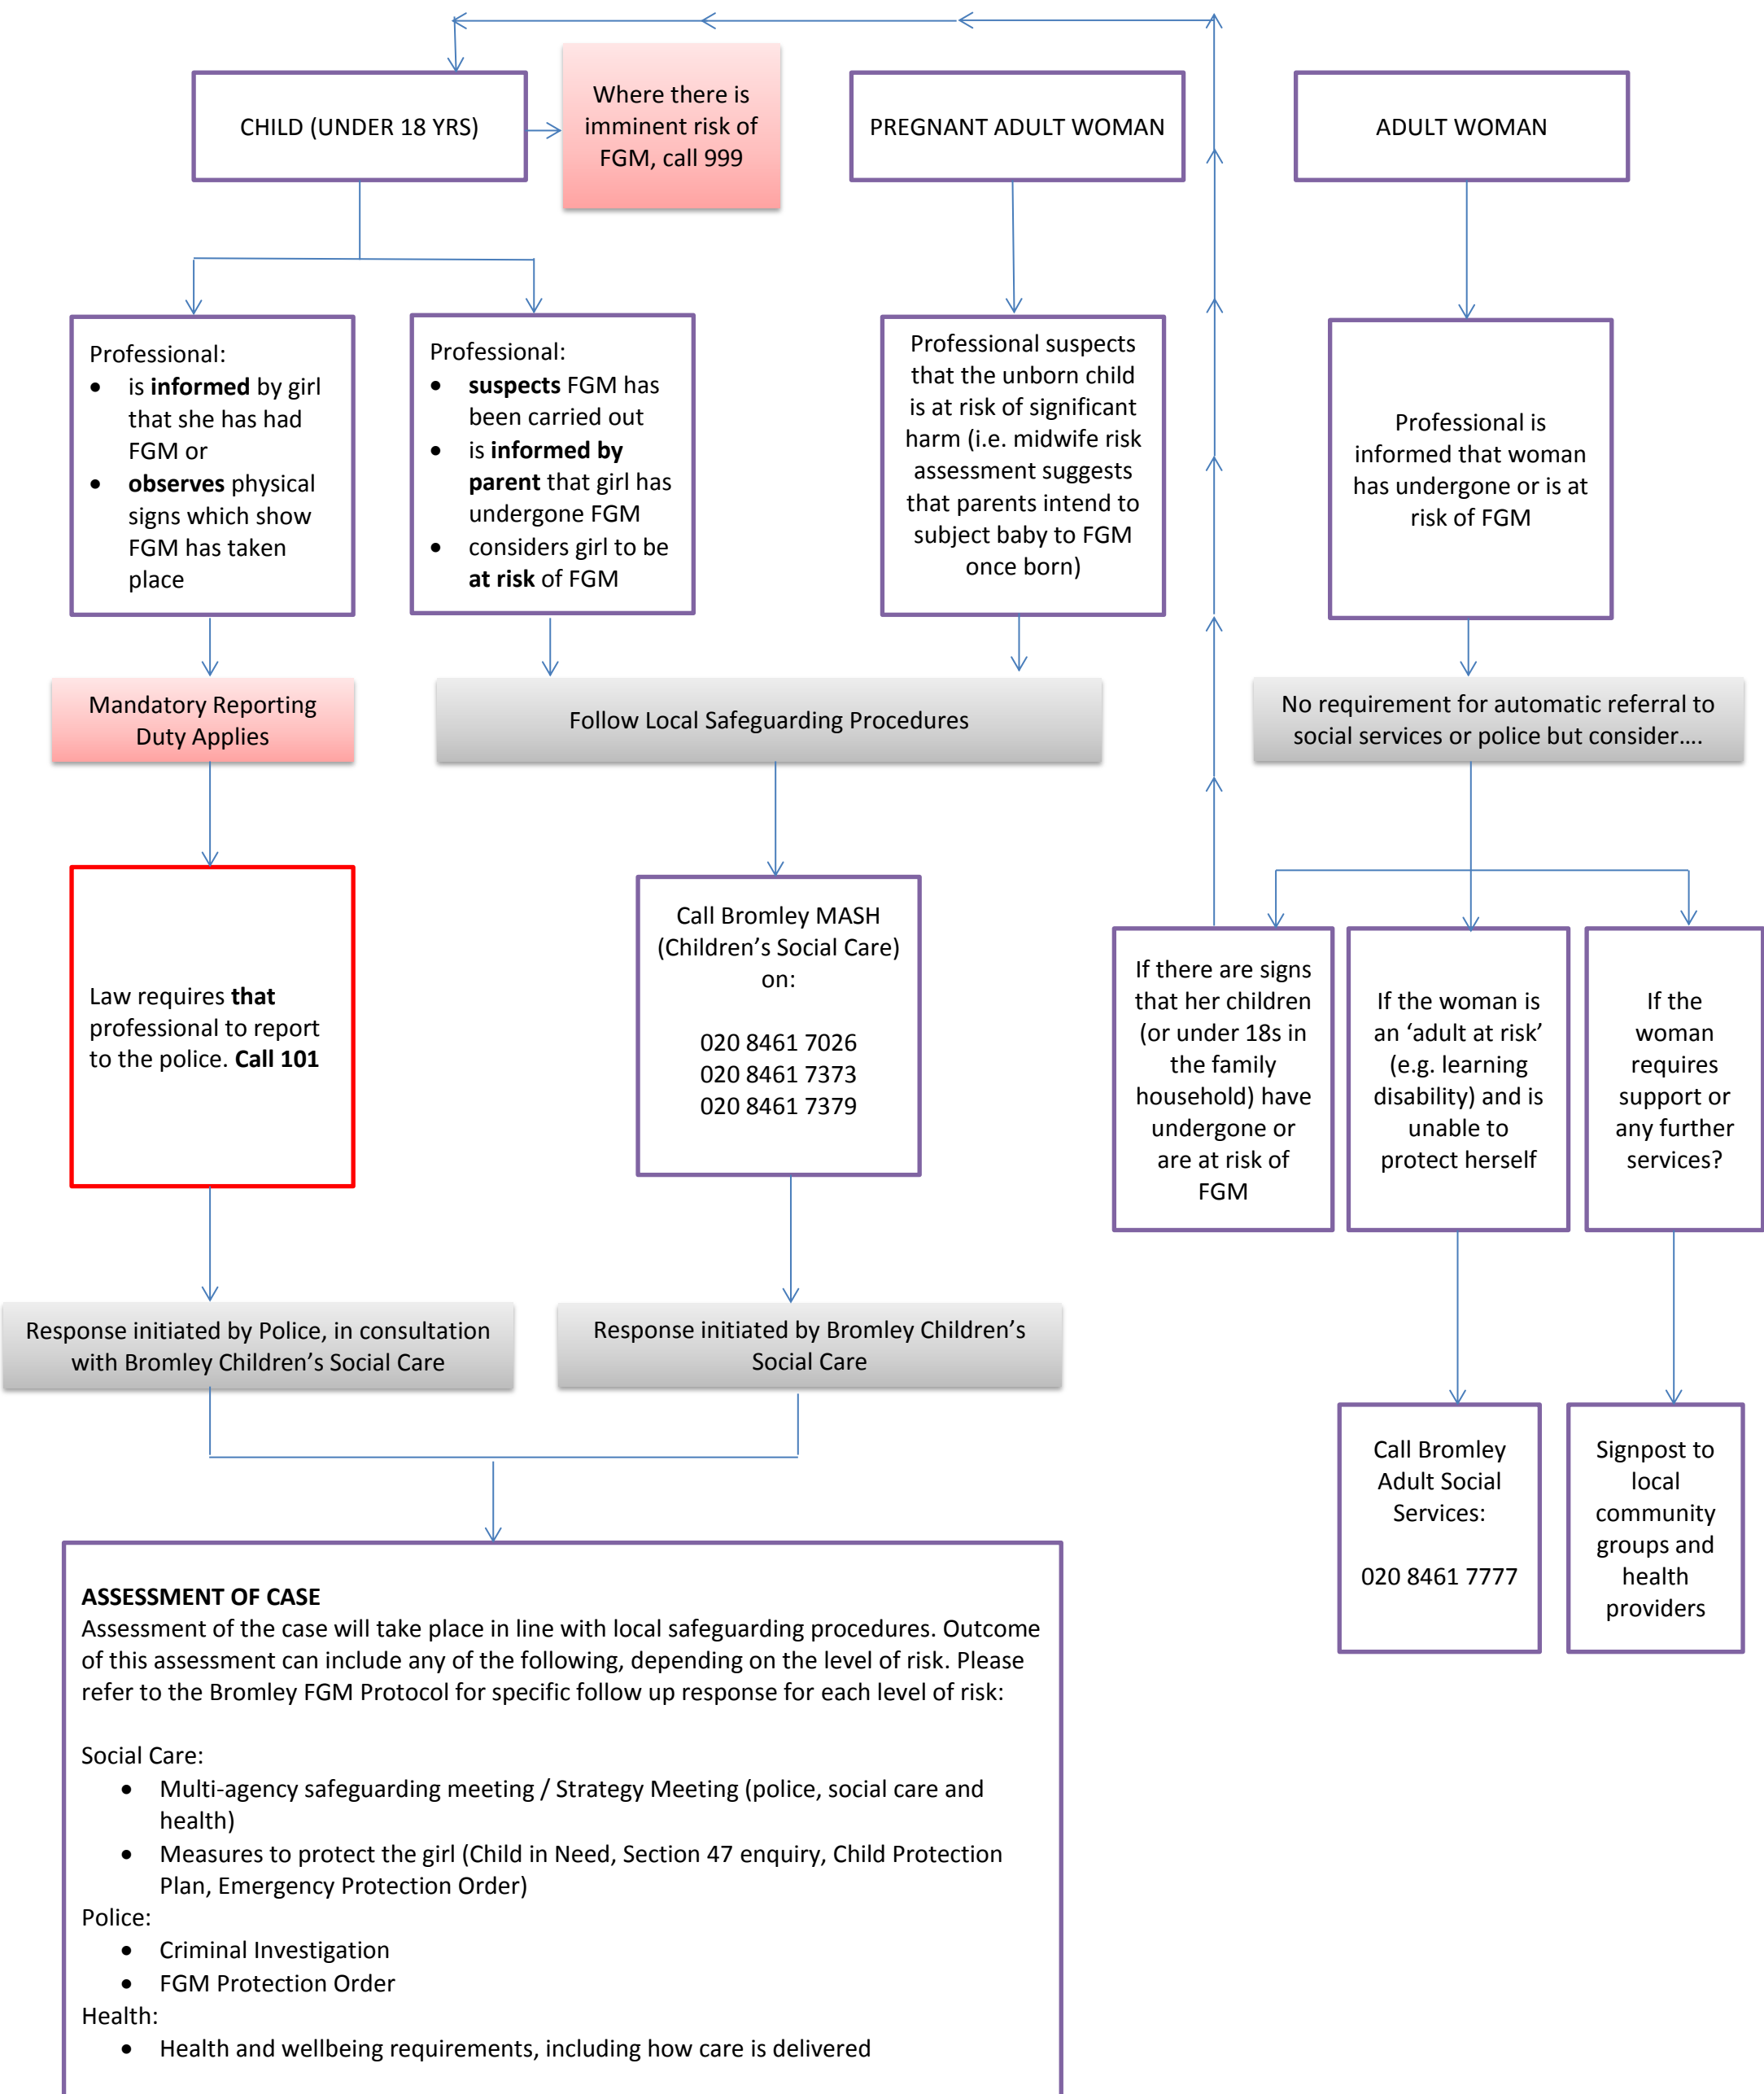 CHILD (UNDER 18 YRS)
Where there is
imminent risk of
FGM, call 999
PREGNANT ADULT WOMAN
ADULT WOMAN
Professional:
• is informed by girl
that she has had
FGM or
• observes physical
signs which show
FGM has taken
place
Professional:
• suspects FGM has
been carried out
• is informed by
parent that girl has
undergone FGM
• considers girl to be
at risk of FGM
Professional suspects
that the unborn child
is at risk of significant
harm (i.e. midwife risk
assessment suggests
that parents intend to
subject baby to FGM
once born)
Professional is
informed that woman
has undergone or is at
risk of FGM
Mandatory Reporting
Duty Applies
Follow Local Safeguarding Procedures
No requirement for automatic referral to
social services or police but consider....
Law requires that
professional to report
to the police. Call 101
Call Bromley MASH
(Children’s Social Care)
on:
020 8461 7026
020 8461 7373
020 8461 7379
If there are signs
that her children
(or under 18s in
the family
household) have
undergone or
are at risk of
FGM
If the woman is
an ‘adult at risk’
(e.g. learning
disability) and is
unable to
protect herself
If the
woman
requires
support or
any further
services?
Response initiated by Police, in consultation
with Bromley Children’s Social Care
Response initiated by Bromley Children’s
Social Care
Call Bromley
Adult Social
Services:
020 8461 7777
Signpost to
local
community
groups and
health
providers
ASSESSMENT OF CASE
Assessment of the case will take place in line with local safeguarding procedures. Outcome
of this assessment can include any of the following, depending on the level of risk. Please
refer to the Bromley FGM Protocol for specific follow up response for each level of risk:
Social Care:
• Multi-agency safeguarding meeting / Strategy Meeting (police, social care and
health)
• Measures to protect the girl (Child in Need, Section 47 enquiry, Child Protection
Plan, Emergency Protection Order)
Police:
• Criminal Investigation
• FGM Protection Order
Health:
• Health and wellbeing requirements, including how care is delivered